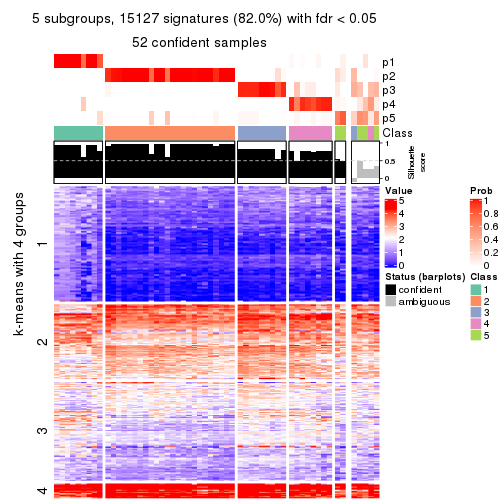 5 subgroups, 15127 signatures (82.0%) with fdr < 0.05
52 confident samples
p1
p2
p3
p4
p5
Class
1
0.5
0
Silhouette
score
k-means with 4 groups
1
2
3
4
Value
5
4
3
2
1
0
Prob
1
0.8
0.6
0.4
0.2
0
Status (barplots)
confident
ambiguous
Class
1
2
3
4
5